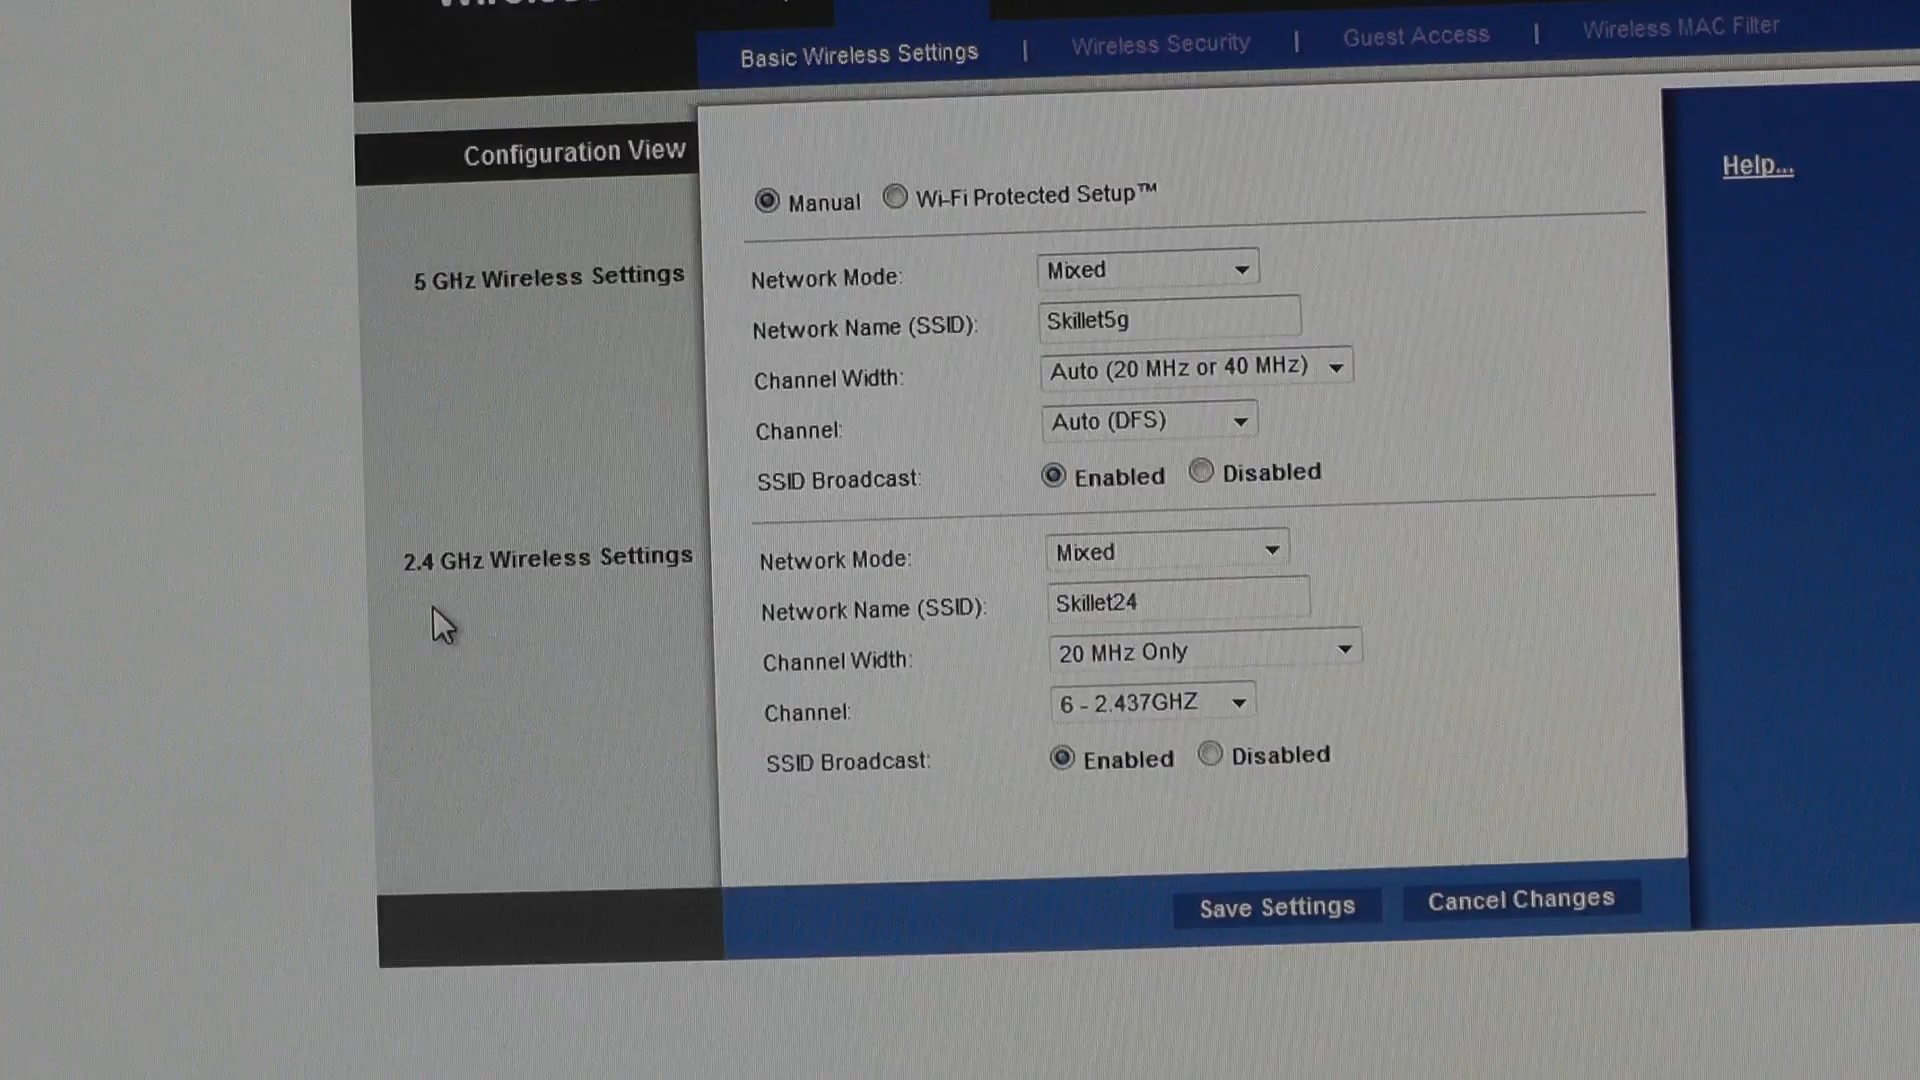 Basic Wireless Settings | Wireless Security | Guest Access | Wireless MAC Filter
Configuration View
Help...
Manual Wi-Fi Protected Setup™
5 GHz Wireless Settings
Network Mode: Mixed
Network Name (SSID): Skillet5g
Channel Width: Auto (20 MHz or 40 MHz)
Channel: Auto (DFS)
SSID Broadcast: Enabled Disabled
2.4 GHz Wireless Settings
Network Mode: Mixed
Network Name (SSID): Skillet24
Channel Width: 20 MHz Only
Channel: 6 - 2.437GHZ
SSID Broadcast: Enabled Disabled
Save Settings Cancel Changes